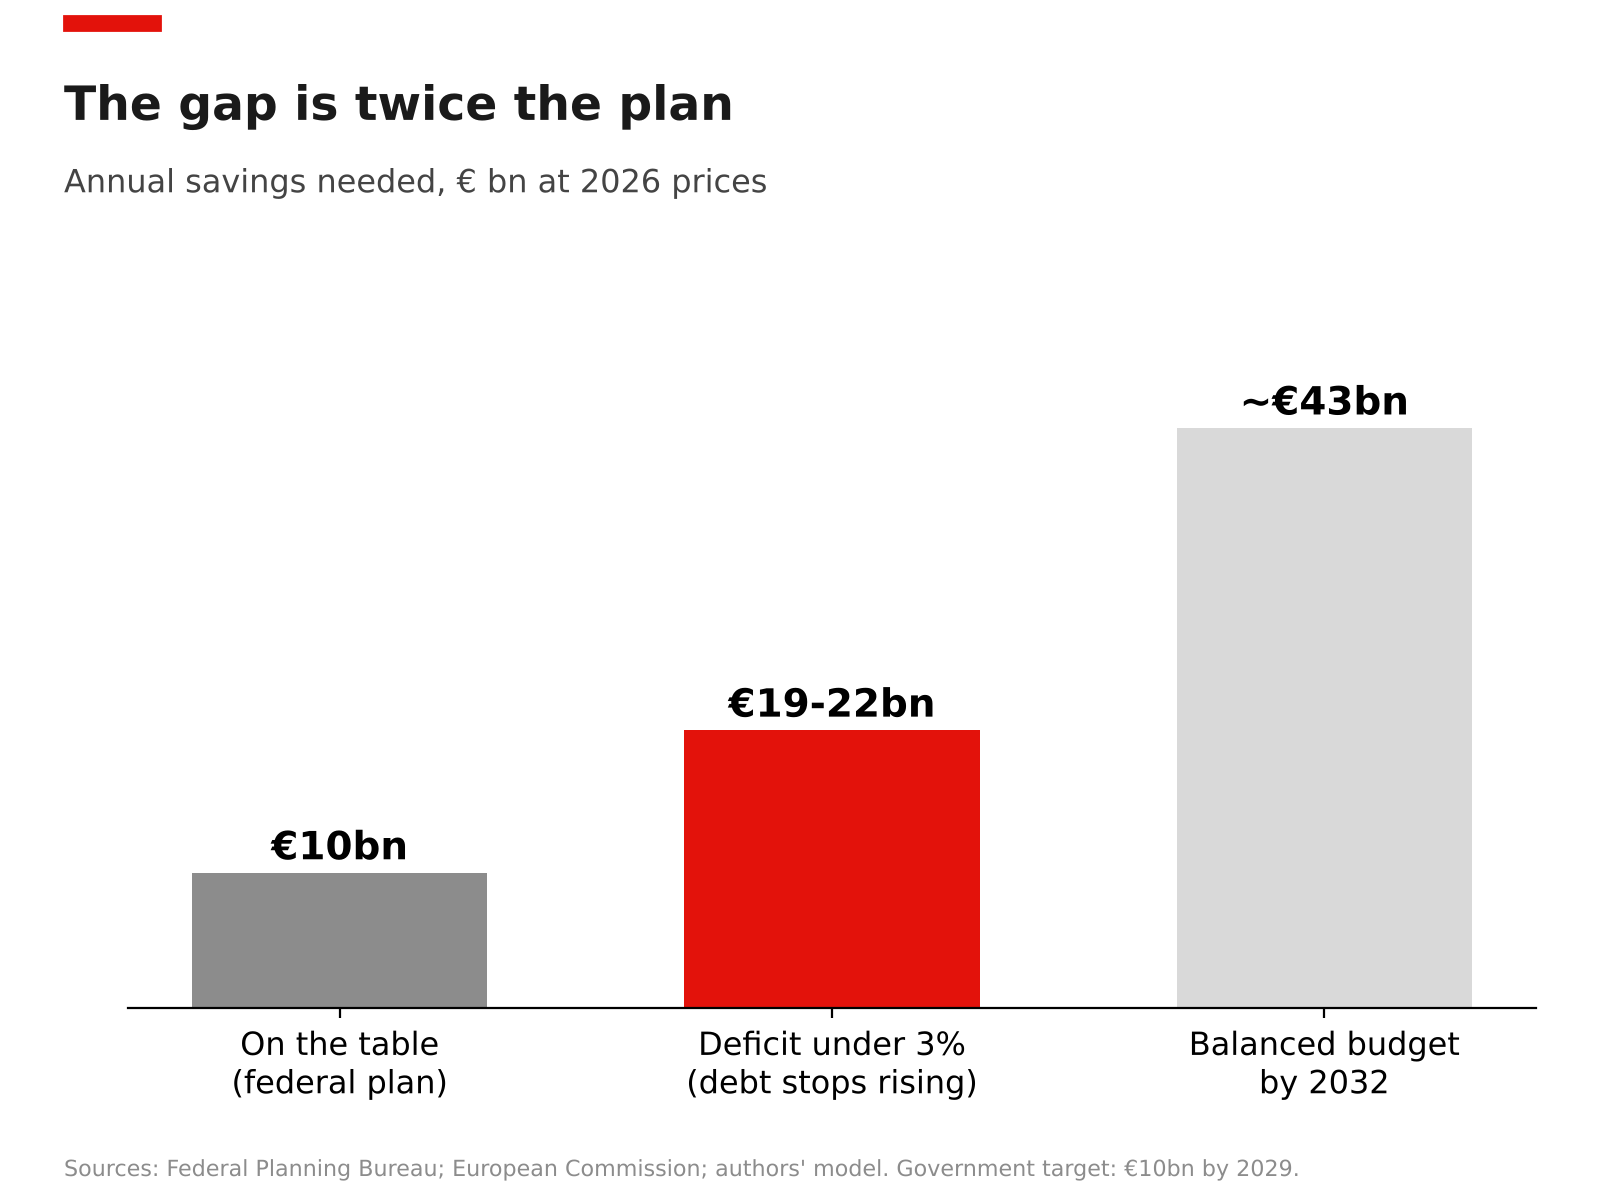 The gap is twice the plan
Annual savings needed, € bn at 2026 prices
~€43bn
€19-22bn
€10bn
On the table
(federal plan)
Deficit under 3%
(debt stops rising)
Balanced budget
by 2032
Sources: Federal Planning Bureau; European Commission; authors' model. Government target: €10bn by 2029.